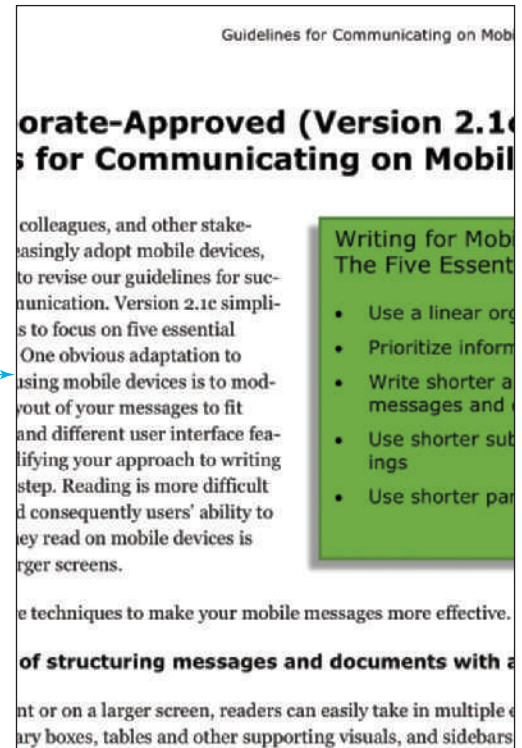 Guidelines for Communicating on Mobi
orate-Approved (Version 2.1c
s for Communicating on Mobil
colleagues, and other stake-
easingly adopt mobile devices,
to revise our guidelines for suc-
munication. Version 2.1c simpli-
s to focus on five essential
One obvious adaptation to
using mobile devices is to mod-
yout of your messages to fit
and different user interface fea-
lifying your approach to writing
step. Reading is more difficult
d consequently users' ability to
ey read on mobile devices is
rger screens.
Writing for Mobi
The Five Essent
• Use a linear org
• Prioritize inform
• Write shorter a
messages and
• Use shorter sub
ings
• Use shorter par
e techniques to make your mobile messages more effective.
of structuring messages and documents with a
nt or on a larger screen, readers can easily take in multiple e
ary boxes, tables and other supporting visuals, and sidebars